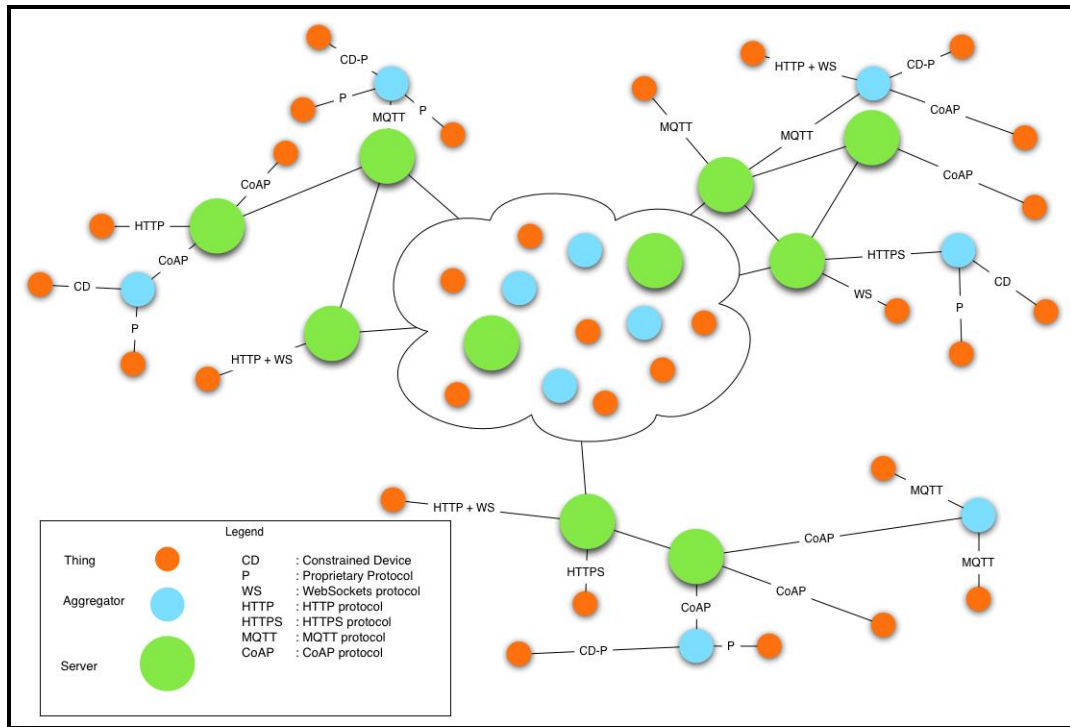 CD-P
P
P
MQTT
CoAP
HTTP
CoAP
CD
P
HTTP + WS
HTTP + WS
CD-P
CoAP
MQTT
MQTT
CoAP
HTTPS
CD
WS
P
HTTP + WS
HTTPS
CoAP
MQTT
MQTT
CoAP
CoAP
CD-P
P
Legend
Thing
Aggregator
Server
CD : Constrained Device
P : Proprietary Protocol
WS : WebSockets protocol
HTTP : HTTP protocol
HTTPS : HTTPS protocol
MQTT : MQTT protocol
CoAP : CoAP protocol